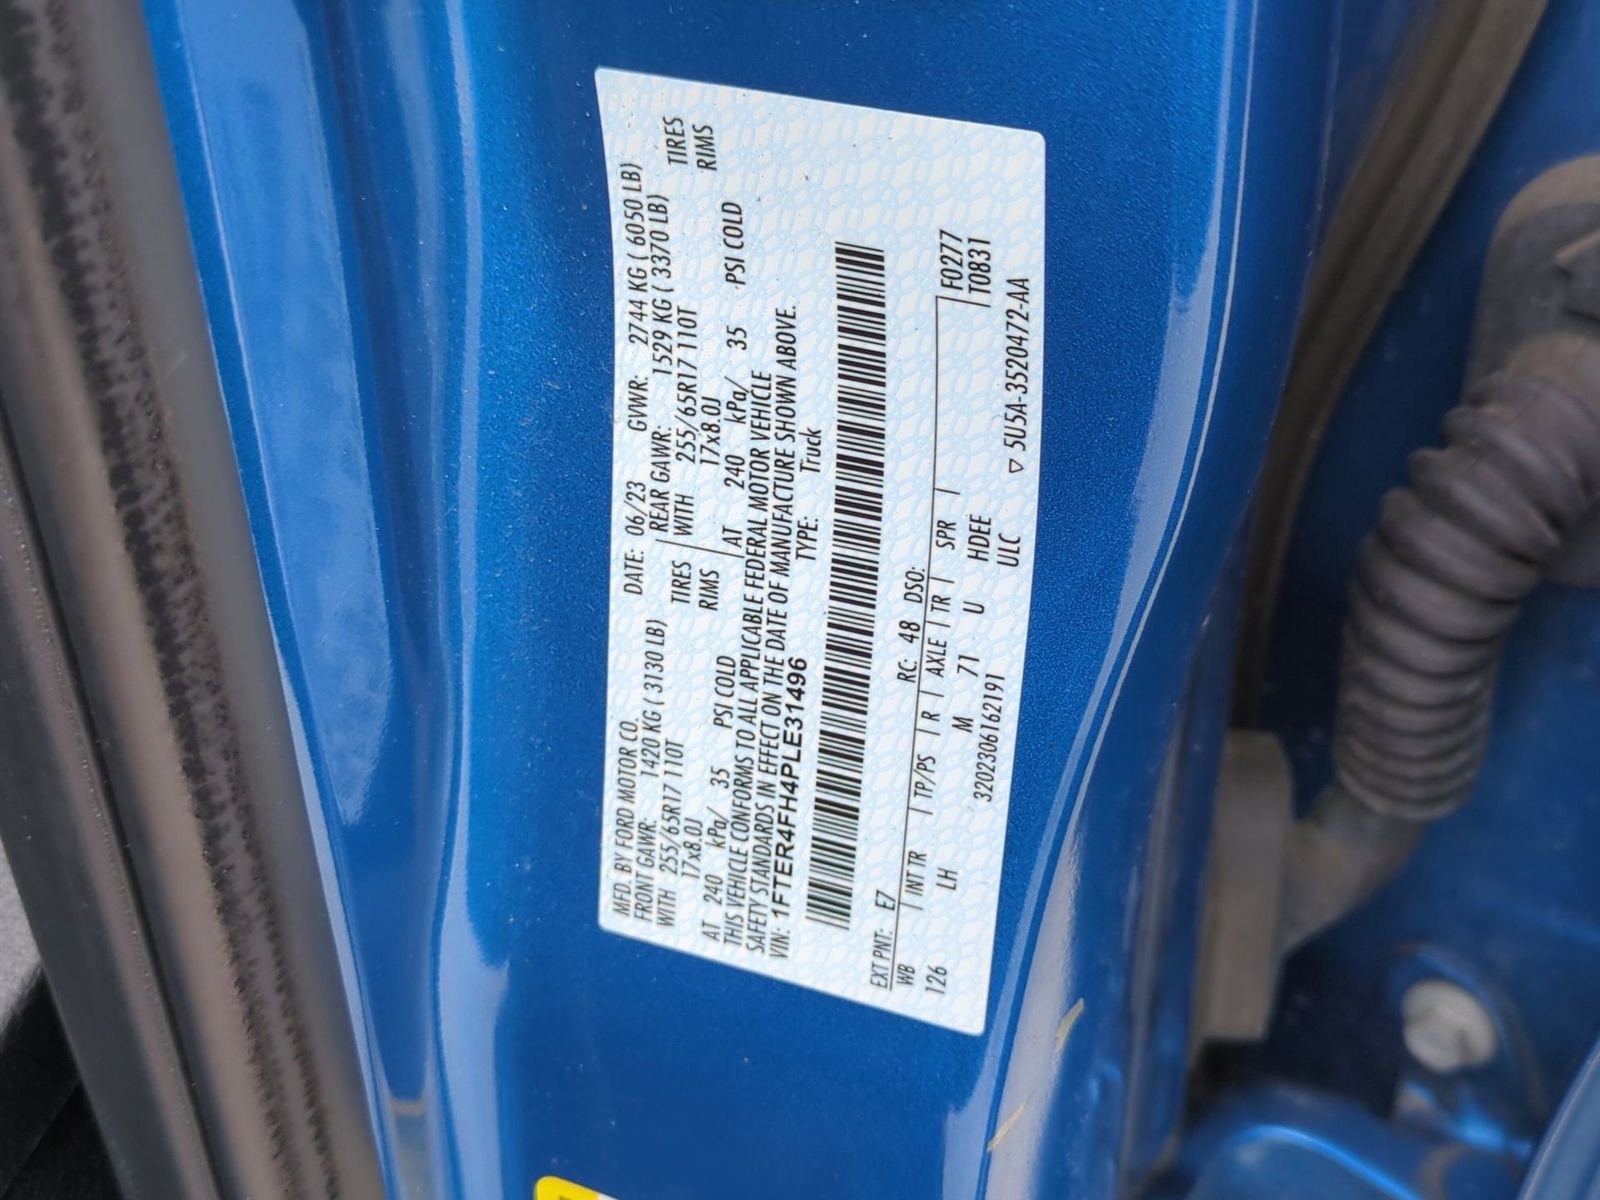 MFD. BY FORD MOTOR CO.
DATE: 06/23 GVWR: 2744 KG ( 6050 LB)
FRONT GAWR: 1420 KG ( 3130 LB) REAR GAWR: 1529 KG ( 3370 LB)
WITH 255/65R17 110T TIRES WITH 255/65R17 110T TIRES
17x8.0J RIMS 17x8.0J RIMS
AT 240 kPa/ 35 PSI COLD AT 240 kPa/ 35 PSI COLD
THIS VEHICLE CONFORMS TO ALL APPLICABLE FEDERAL MOTOR VEHICLE
SAFETY STANDARDS IN EFFECT ON THE DATE OF MANUFACTURE SHOWN ABOVE.
VIN: 1FTER4FH4PLE31496 TYPE: Truck
EXT PNT: E7 RC: 48 DSO:
WB INT TR TP/PS R AXLE TR SPR F0277
126 LH M 71 U HDEE T0831
32023061621​91 ULC ▽ 5U5A-3520472-AA